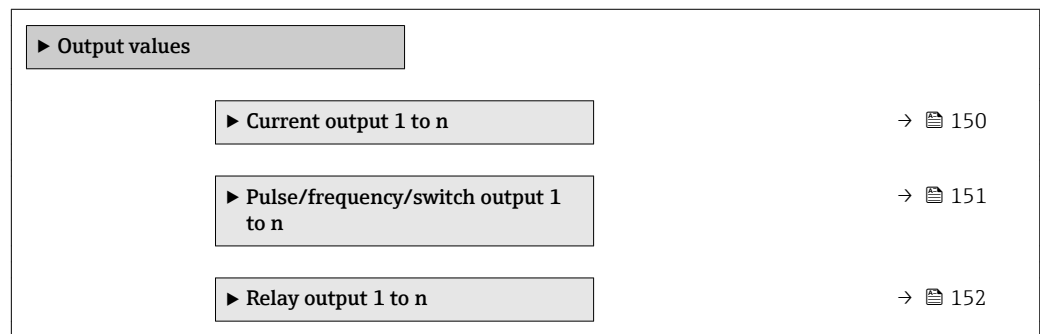 ▶ Output values
▶ Current output 1 to n → 🖺 150
▶ Pulse/frequency/switch output 1
to n → 🖺 151
▶ Relay output 1 to n → 🖺 152